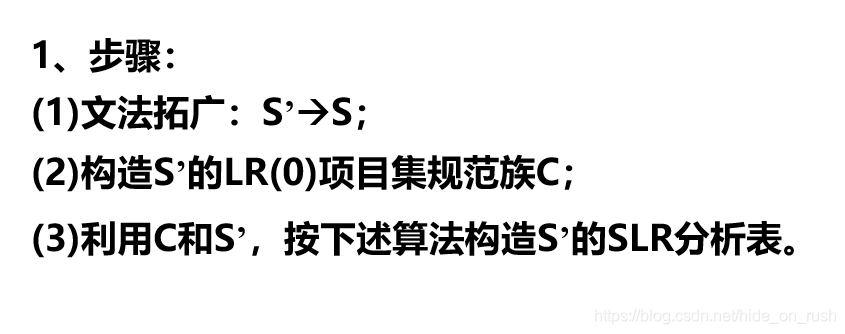 1、步骤：
(1)文法拓广：S’→S；
(2)构造S’的LR(0)项目集规范族C；
(3)利用C和S’，按下述算法构造S’的SLR分析表。
https://blog.csdn.net/hide_on_rush